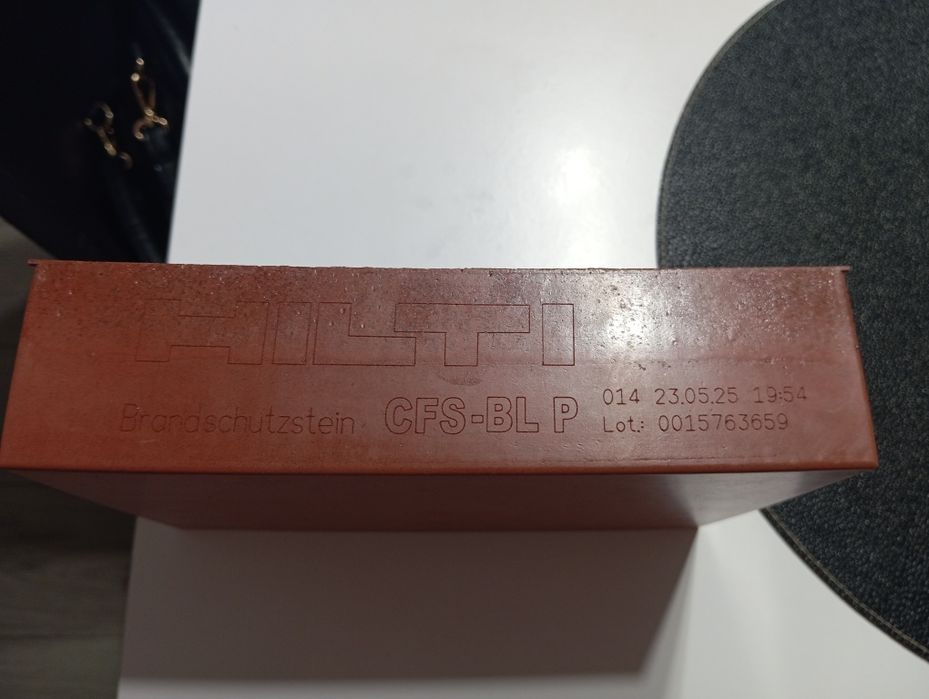 HILTI
Brandschutzstein CFS-BL P
014 23.05.25 19:54
Lot: 0015763659